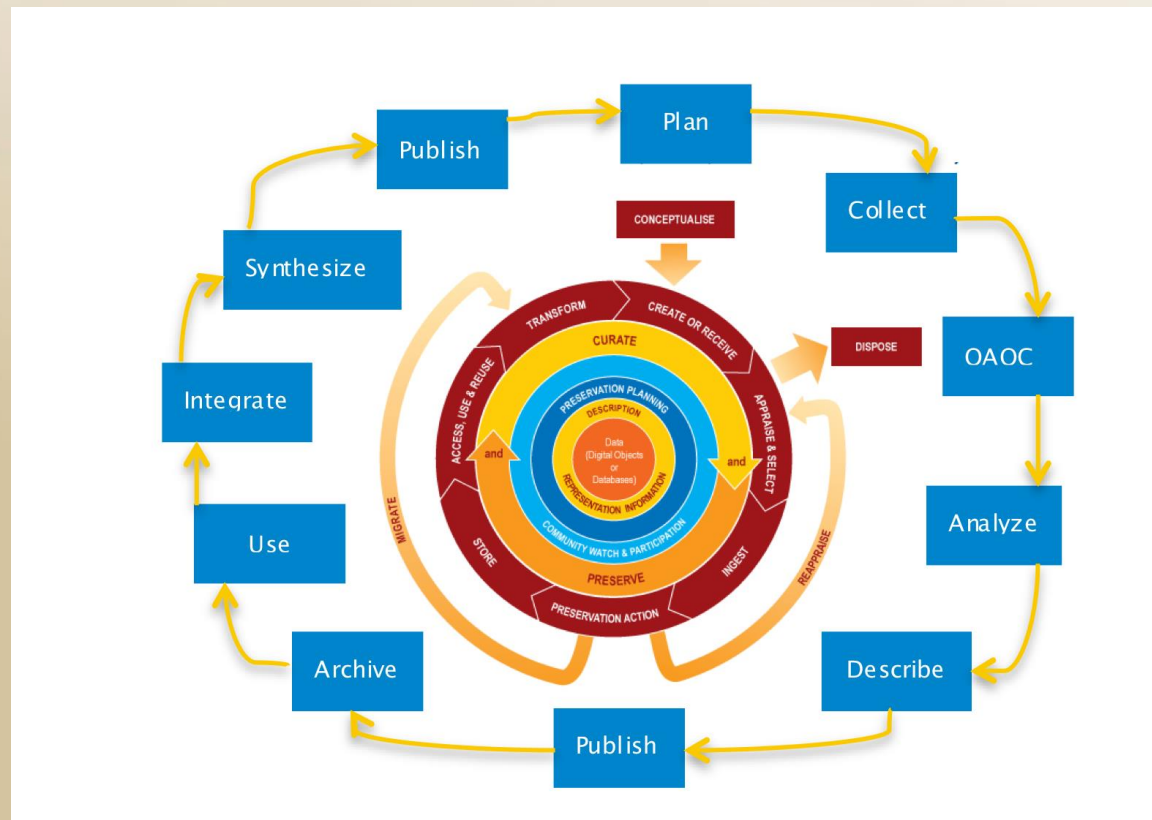 Plan
Collect
OAOC
Analyze
Describe
Publish
Archive
Use
Integrate
Synthesize
Publish
CONCEPTUALISE
CREATE OR RECEIVE
DISPOSE
APPRAISE & SELECT
REAPPRAISE
INGEST
PRESERVATION ACTION
MIGRATE
STORE
ACCESS, USE & REUSE
TRANSFORM
CURATE
and
PRESERVE
and
PRESERVATION PLANNING
COMMUNITY WATCH & PARTICIPATION
DESCRIPTION
REPRESENTATION INFORMATION
Data
(Digital Objects
or
Databases)